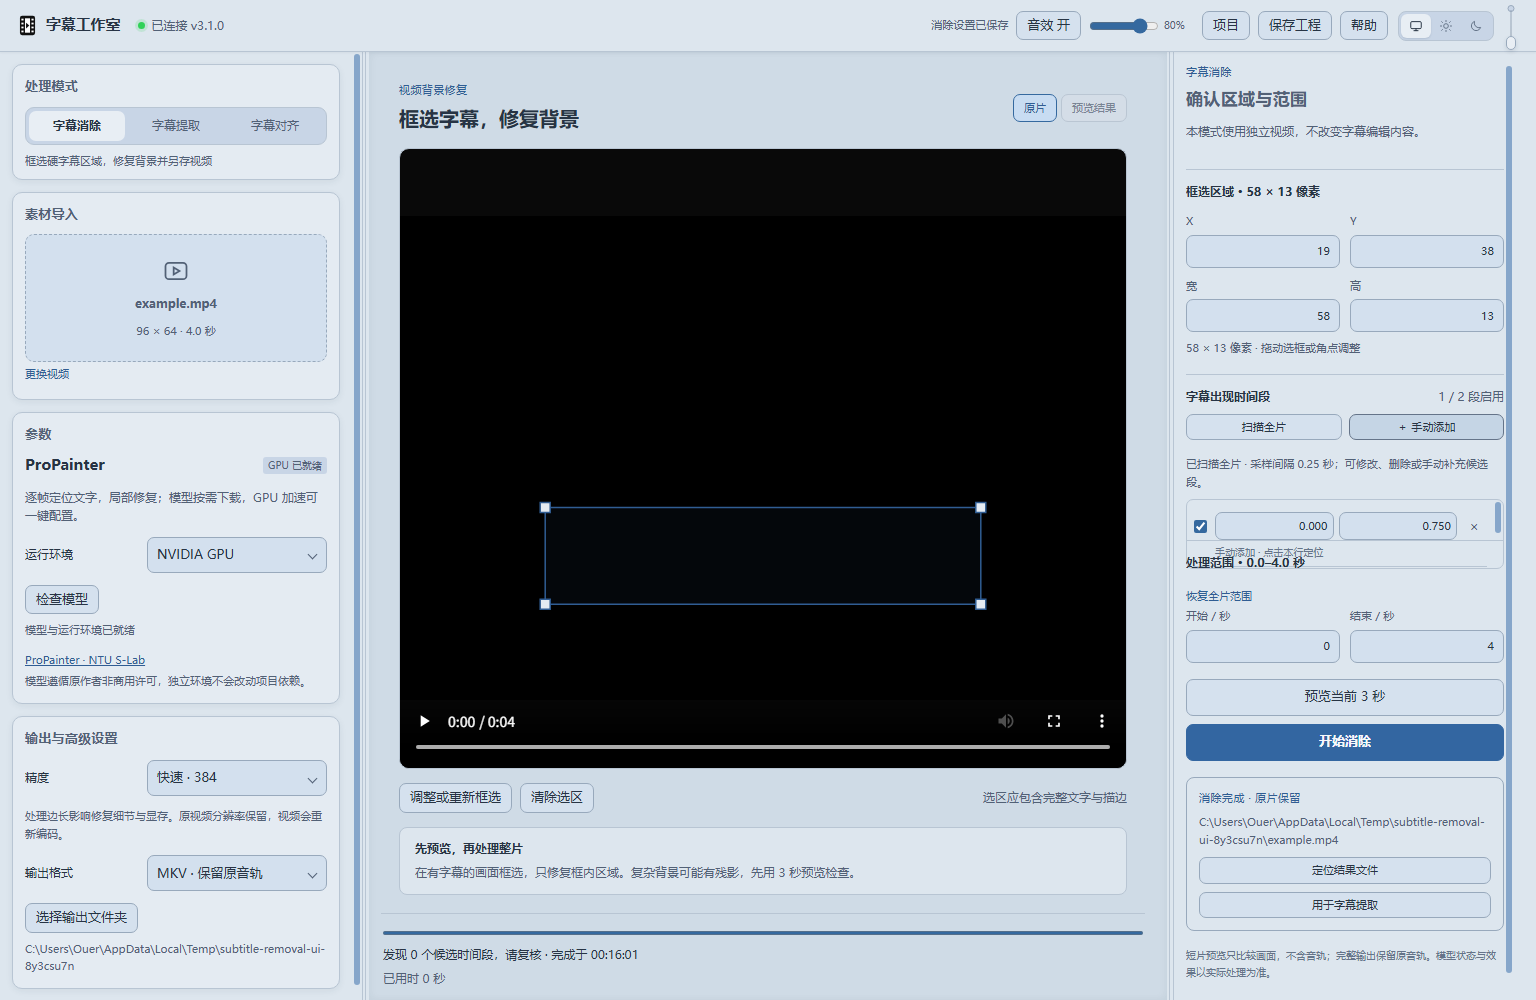 字幕工作室
已连接 v3.1.0
消除设置已保存
音效 开
80%
项目
保存工程
帮助
处理模式
字幕消除
字幕提取
字幕对齐
框选硬字幕区域，修复背景并另存视频
素材导入
example.mp4
96 × 64 · 4.0 秒
更换视频
参数
ProPainter
GPU 已就绪
逐帧定位文字，局部修复；模型按需下载，GPU 加速可
一键配置。
运行环境
NVIDIA GPU
检查模型
模型与运行环境已就绪
ProPainter · NTU S-Lab
模型遵循原作者非商用许可，独立环境不会改动项目依赖。
输出与高级设置
精度
快速 · 384
处理边长影响修复细节与显存。原视频分辨率保留，视频会重
新编码。
输出格式
MKV · 保留原音轨
选择输出文件夹
C:\Users\Ouer\AppData\Local\Temp\subtitle-removal-ui-
8y3csu7n
视频背景修复
框选字幕，修复背景
原片
预览结果
0:00 / 0:04
调整或重新框选
清除选区
选区应包含完整文字与描边
先预览，再处理整片
在有字幕的画面框选，只修复框内区域。复杂背景可能有残影，先用 3 秒预览检查。
发现 0 个候选时间段，请复核 · 完成于 00:16:01
已用时 0 秒
字幕消除
确认区域与范围
本模式使用独立视频，不改变字幕编辑内容。
框选区域 • 58 × 13 像素
X
Y
19
38
宽
高
58
13
58 × 13 像素 · 拖动选框或角点调整
字幕出现时间段
1 / 2 段启用
扫描全片
+ 手动添加
已扫描全片 · 采样间隔 0.25 秒；可修改、删除或手动补充候选
段。
0.000
0.750
×
手动添加 · 点击本行定位
处理范围 • 0.0–4.0 秒
恢复全片范围
开始 / 秒
结束 / 秒
0
4
预览当前 3 秒
开始消除
消除完成 · 原片保留
C:\Users\Ouer\AppData\Local\Temp\subtitle-removal-
ui-8y3csu7n\example.mp4
定位结果文件
用于字幕提取
短片预览只比较画面，不含音轨；完整输出保留原音轨。模型状态与效
果以实际处理为准。